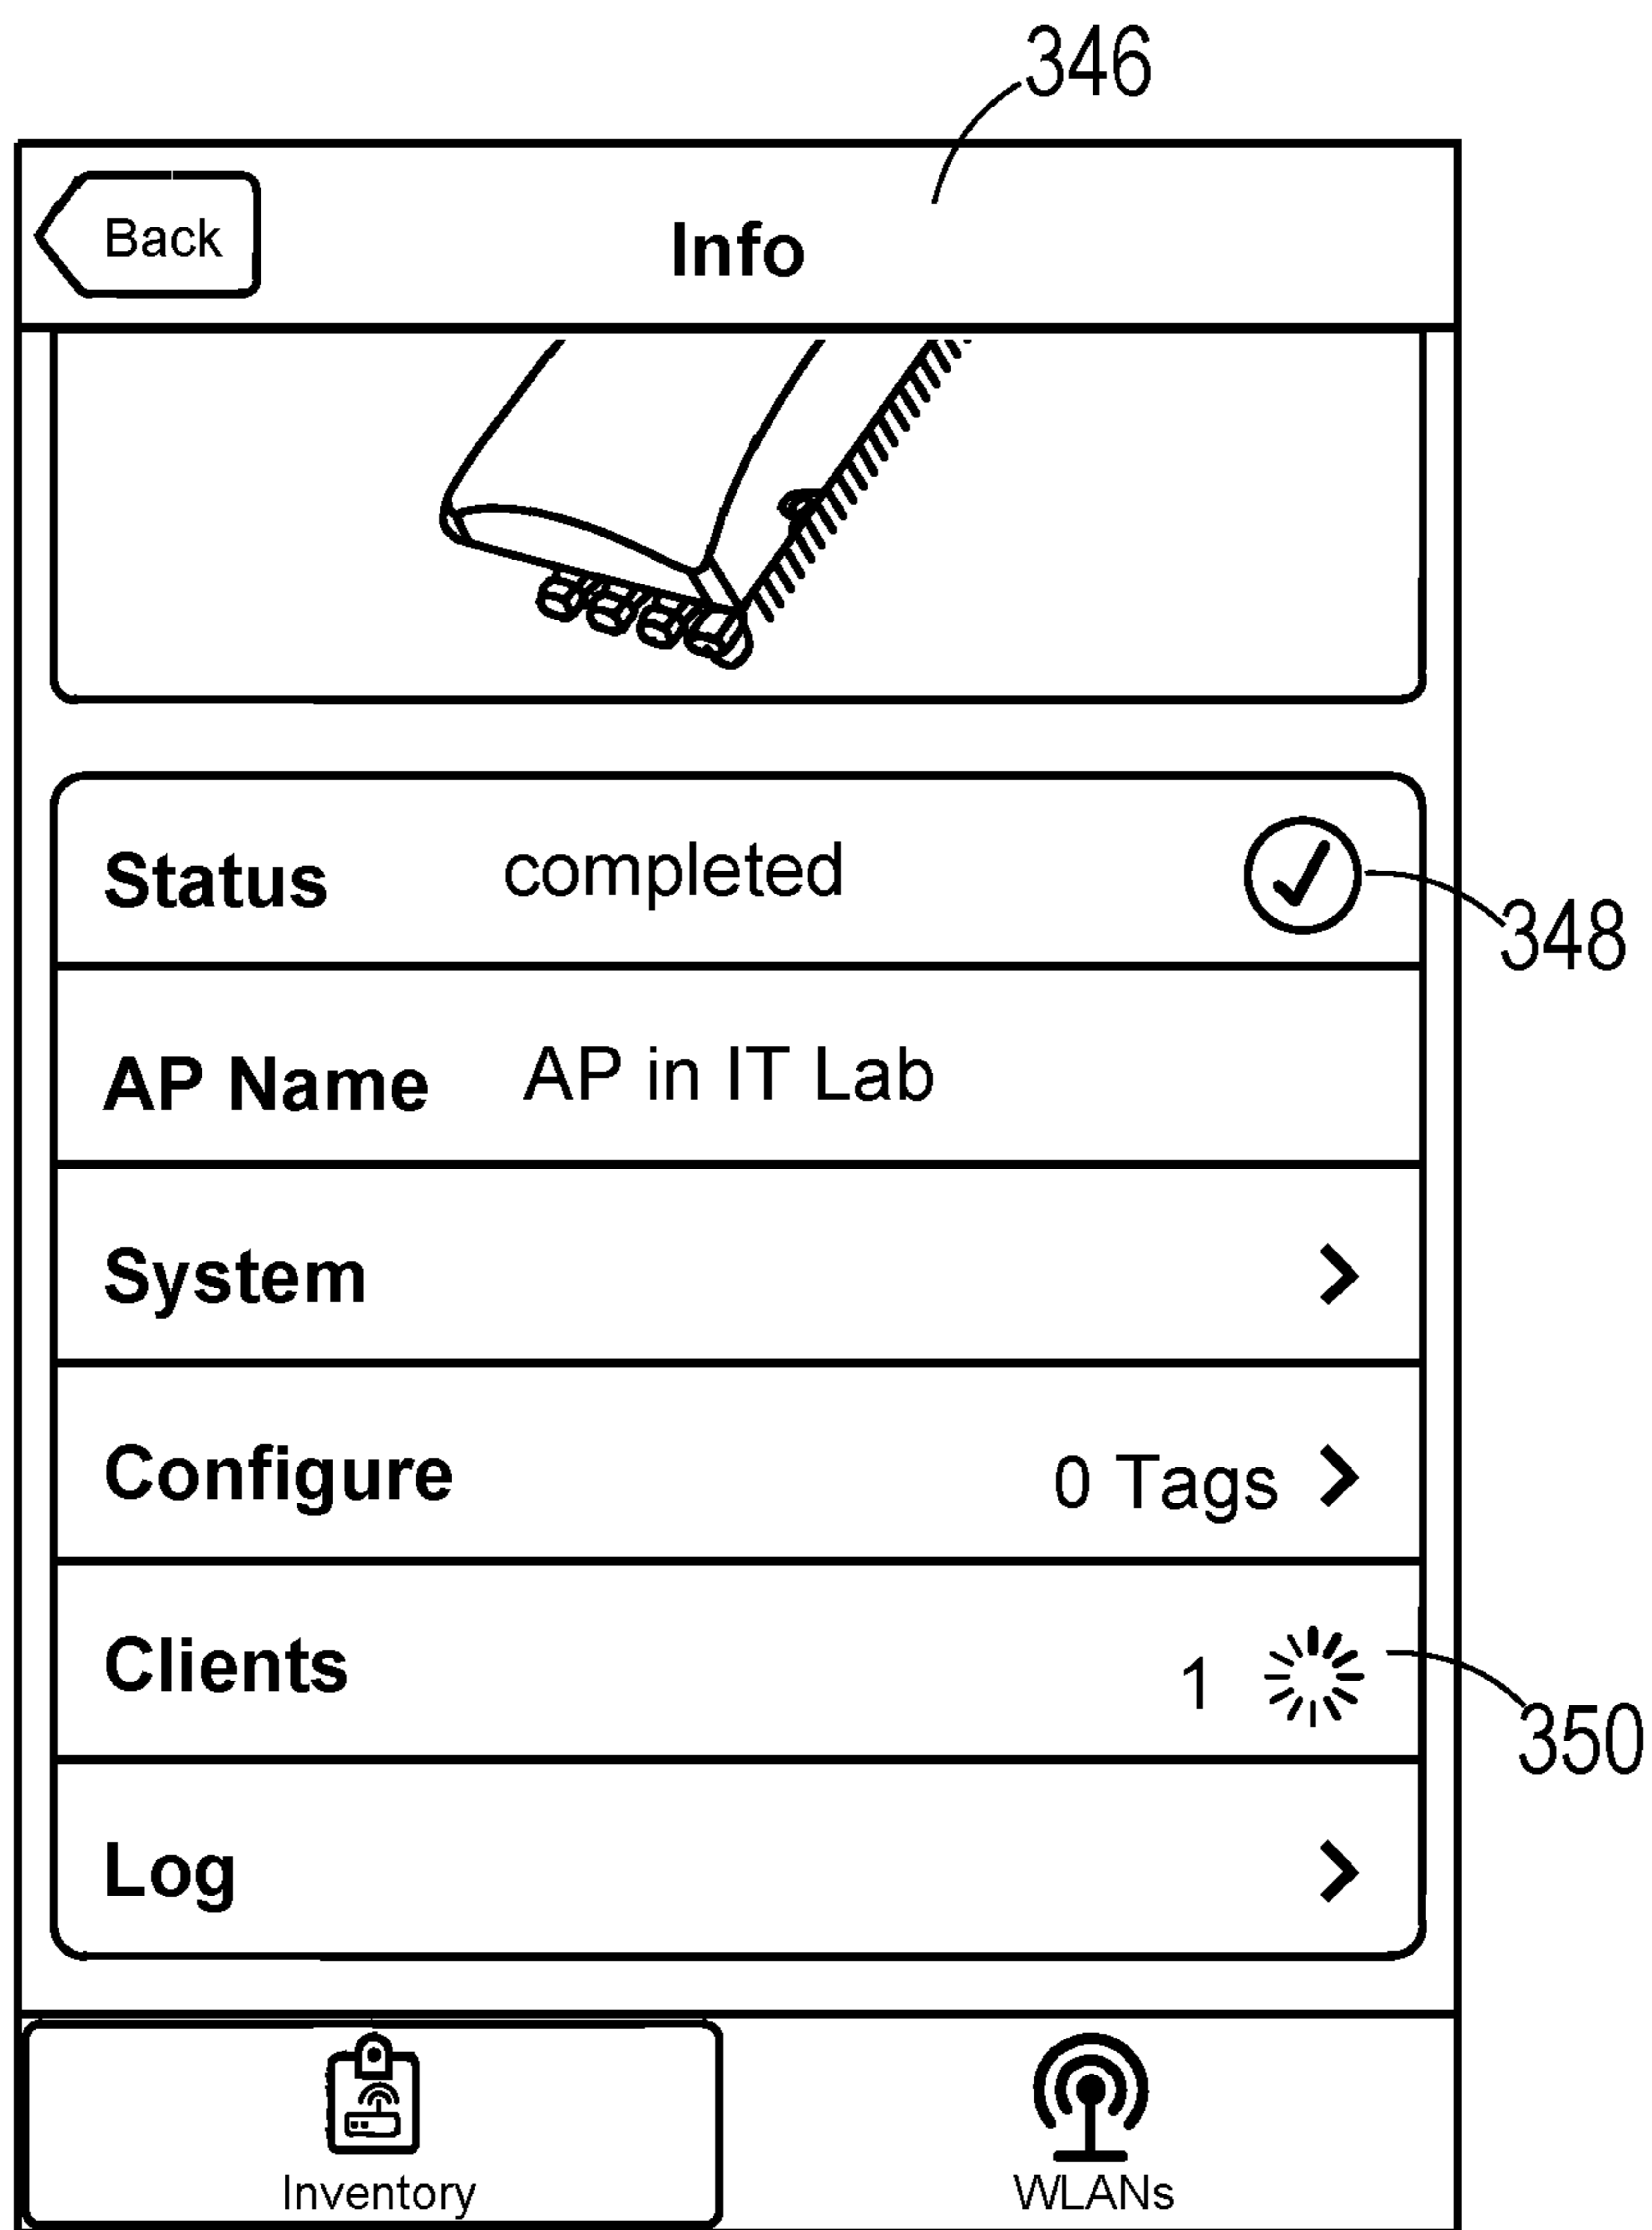 346
Back
Info
Status completed
348
AP Name AP in IT Lab
System
Configure 0 Tags
Clients 1
350
Log
Inventory
WLANs